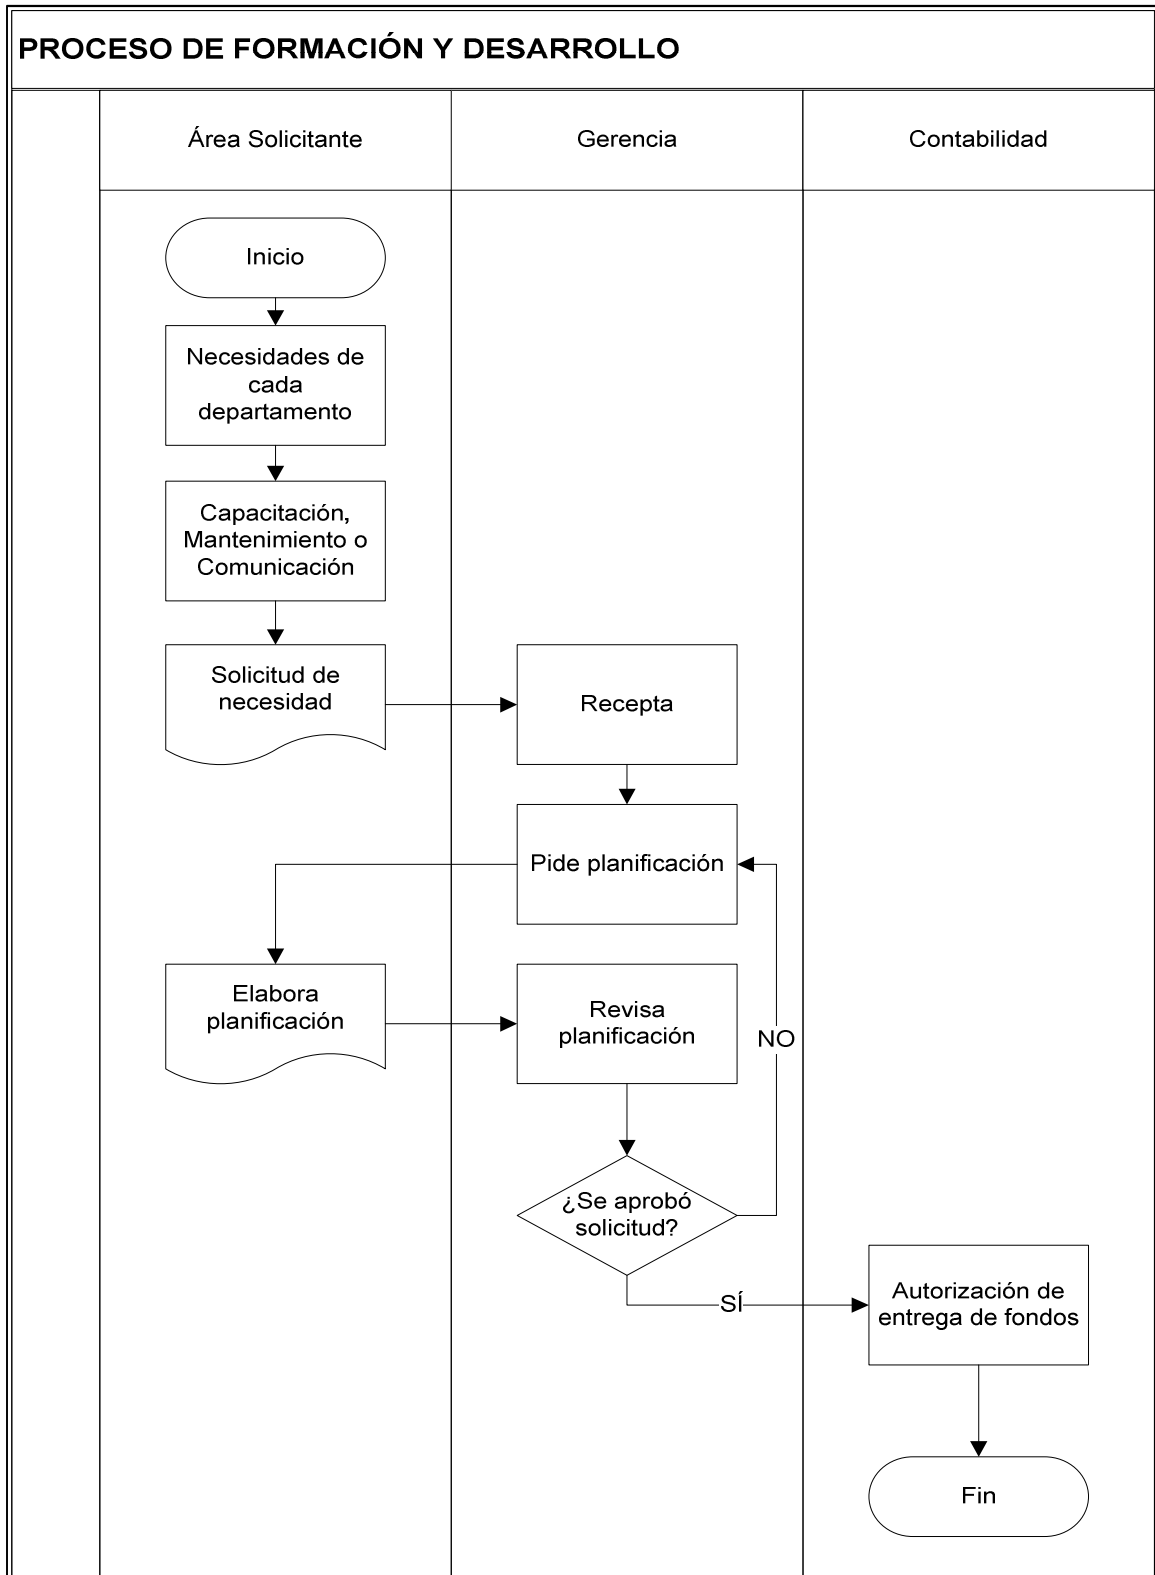 PROCESO DE FORMACIÓN Y DESARROLLO
Área Solicitante
Gerencia
Contabilidad
Inicio
Necesidades de
cada
departamento
Capacitación,
Mantenimiento o
Comunicación
Solicitud de
necesidad
Recepta
Pide planificación
Elabora
planificación
Revisa
planificación
NO
¿Se aprobó
solicitud?
SÍ
Autorización de
entrega de fondos
Fin